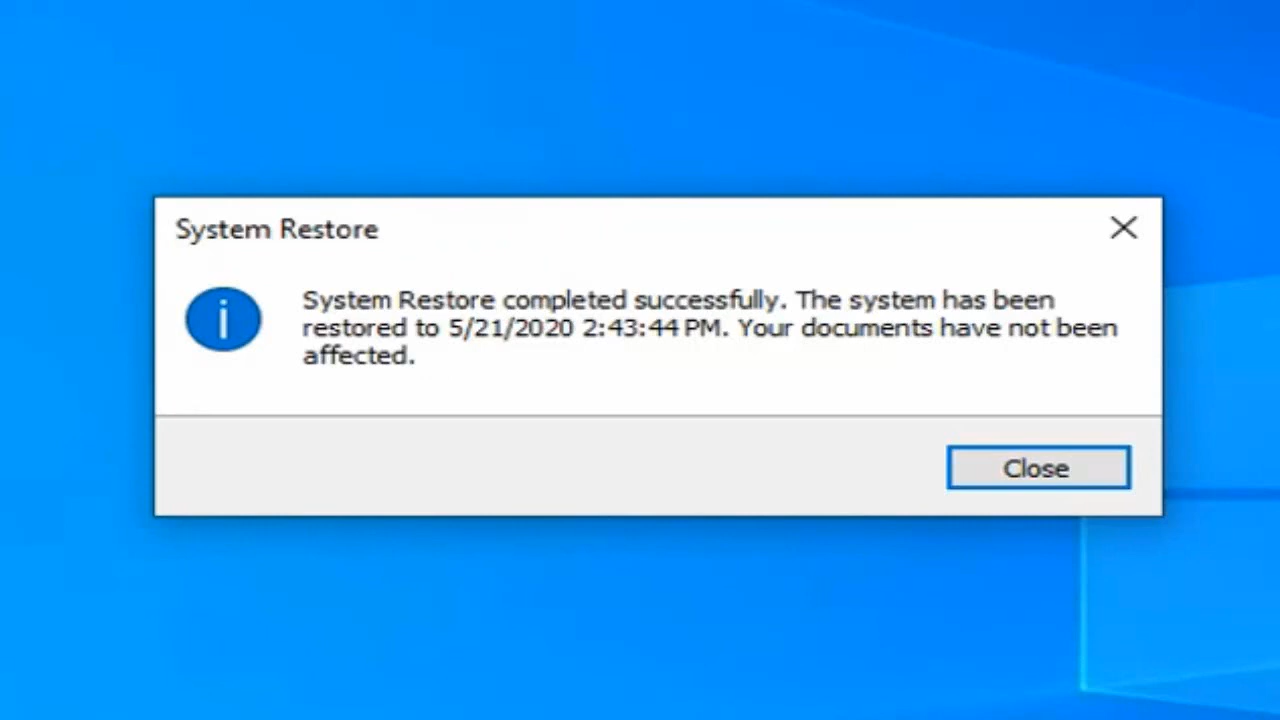 System Restore
System Restore completed successfully. The system has been
restored to 5/21/2020 2:43:44 PM. Your documents have not been
affected.
Close